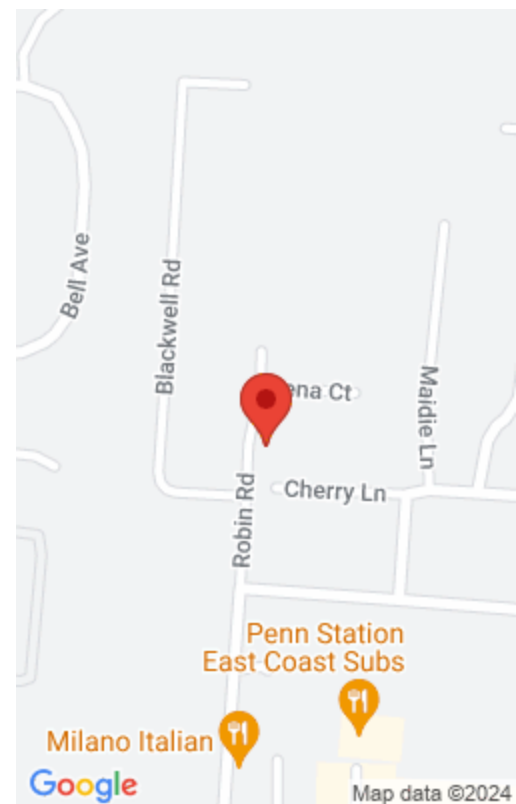 Bell Ave
Blackwell Rd
ena Ct
Maidie Ln
Robin Rd
Cherry Ln
Penn Station
East Coast Subs
Milano Italian
Google
Map data ©2024